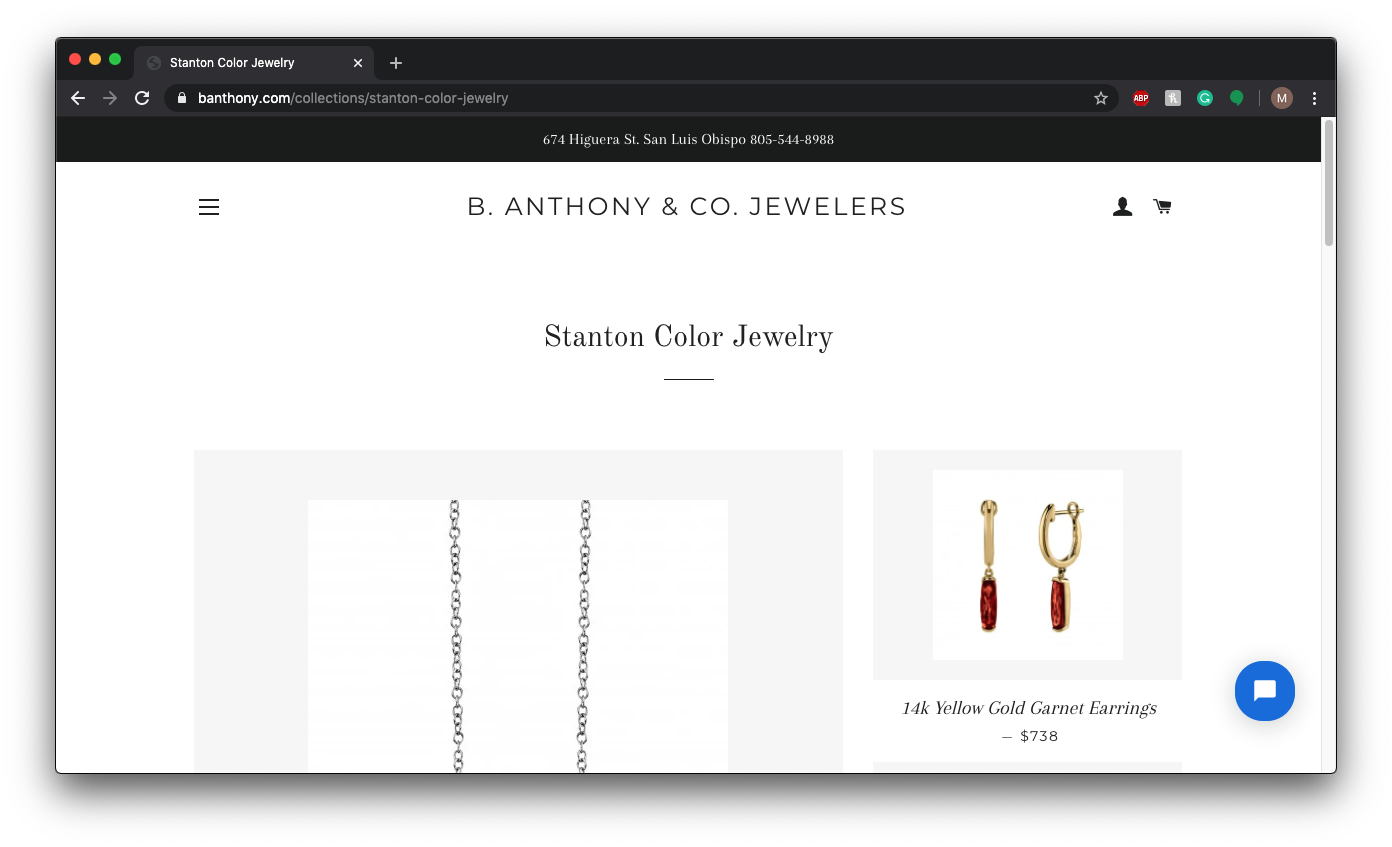 Stanton Color Jewelry
banthony.com/collections/stanton-color-jewelry
ABP
M
674 Higuera St. San Luis Obispo 805-544-8988
B. ANTHONY & CO. JEWELERS
Stanton Color Jewelry
14k Yellow Gold Garnet Earrings
— $738